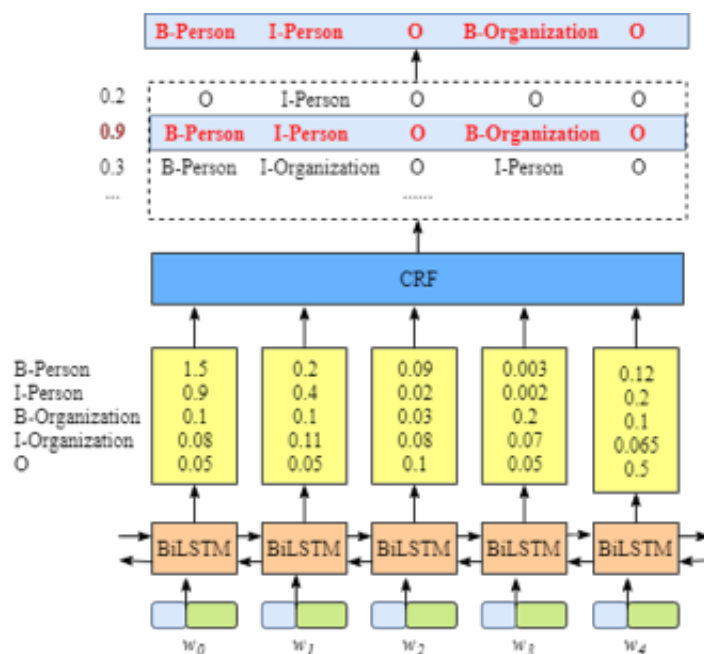 B-Person I-Person O B-Organization O
0.2 O I-Person O O O
0.9 B-Person I-Person O B-Organization O
0.3 B-Person I-Organization O I-Person O
... ......
CRF
B-Person 1.5 0.2 0.09 0.003 0.12
I-Person 0.9 0.4 0.02 0.002 0.2
B-Organization 0.1 0.1 0.03 0.2 0.1
I-Organization 0.08 0.11 0.08 0.07 0.065
O 0.05 0.05 0.1 0.05 0.5
BiLSTM BiLSTM BiLSTM BiLSTM BiLSTM
w0 w1 w2 w3 w4